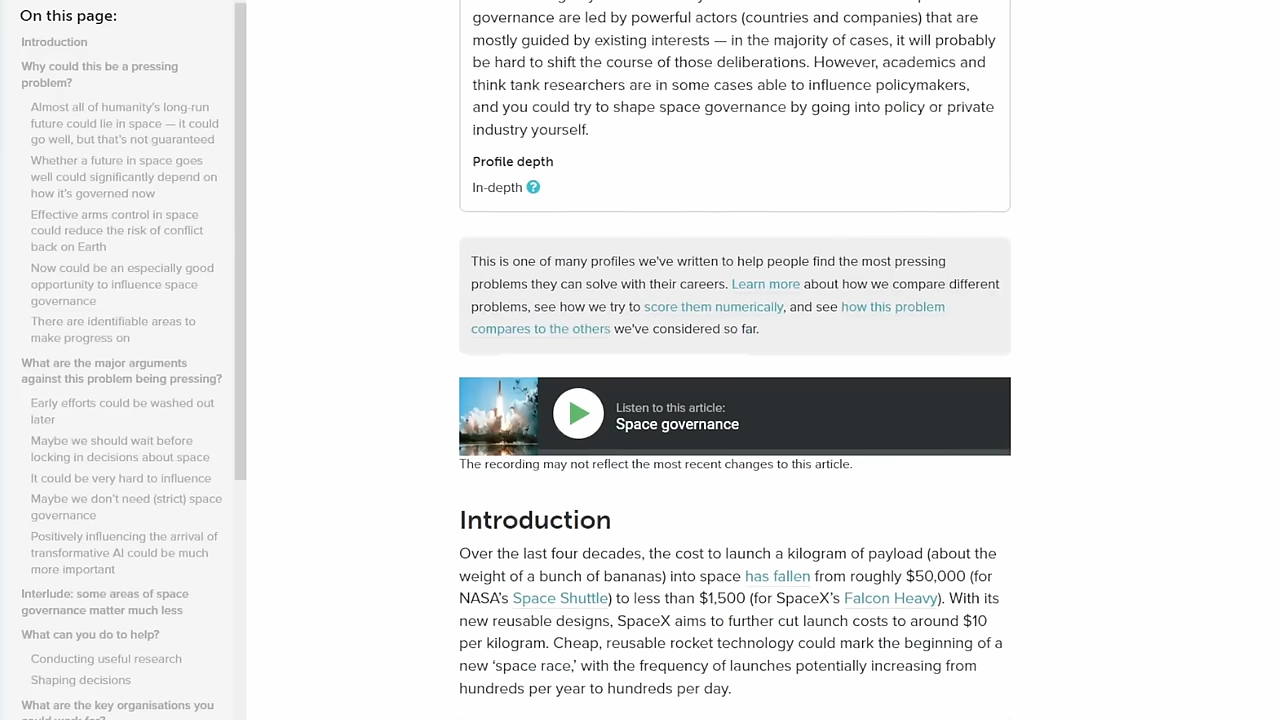 On this page:
Introduction
Why could this be a pressing
problem?
Almost all of humanity's long-run
future could lie in space — it could
go well, but that's not guaranteed
Whether a future in space goes
well could significantly depend on
how it's governed now
Effective arms control in space
could reduce the risk of conflict
back on Earth
Now could be an especially good
opportunity to influence space
governance
There are identifiable areas to
make progress on
What are the major arguments
against this problem being pressing?
Early efforts could be washed out
later
Maybe we should wait before
locking in decisions about space
It could be very hard to influence
Maybe we don't need (strict) space
governance
Positively influencing the arrival of
transformative AI could be much
more important
Interlude: some areas of space
governance matter much less
What can you do to help?
Conducting useful research
Shaping decisions
What are the key organisations you
could work for?
governance are led by powerful actors (countries and companies) that are
mostly guided by existing interests — in the majority of cases, it will probably
be hard to shift the course of those deliberations. However, academics and
think tank researchers are in some cases able to influence policymakers,
and you could try to shape space governance by going into policy or private
industry yourself.
Profile depth
In-depth ?
This is one of many profiles we've written to help people find the most pressing
problems they can solve with their careers. Learn more about how we compare different
problems, see how we try to score them numerically, and see how this problem
compares to the others we've considered so far.
Listen to this article:
Space governance
The recording may not reflect the most recent changes to this article.
Introduction
Over the last four decades, the cost to launch a kilogram of payload (about the
weight of a bunch of bananas) into space has fallen from roughly $50,000 (for
NASA's Space Shuttle) to less than $1,500 (for SpaceX's Falcon Heavy). With its
new reusable designs, SpaceX aims to further cut launch costs to around $10
per kilogram. Cheap, reusable rocket technology could mark the beginning of a
new ‘space race,’ with the frequency of launches potentially increasing from
hundreds per year to hundreds per day.